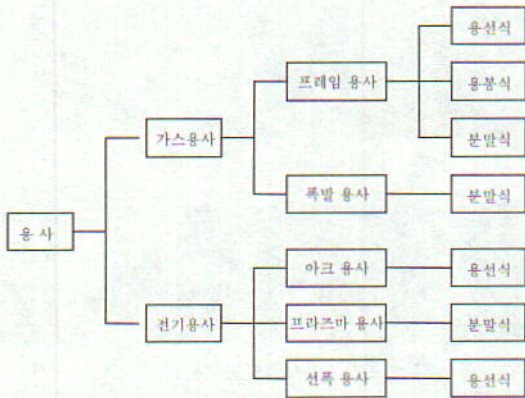 용사
가스용사
전기용사
프레임 용사
폭발 용사
아크 용사
프라즈마 용사
선폭 용사
용선식
용봉식
분말식
분말식
용선식
분말식
용선식